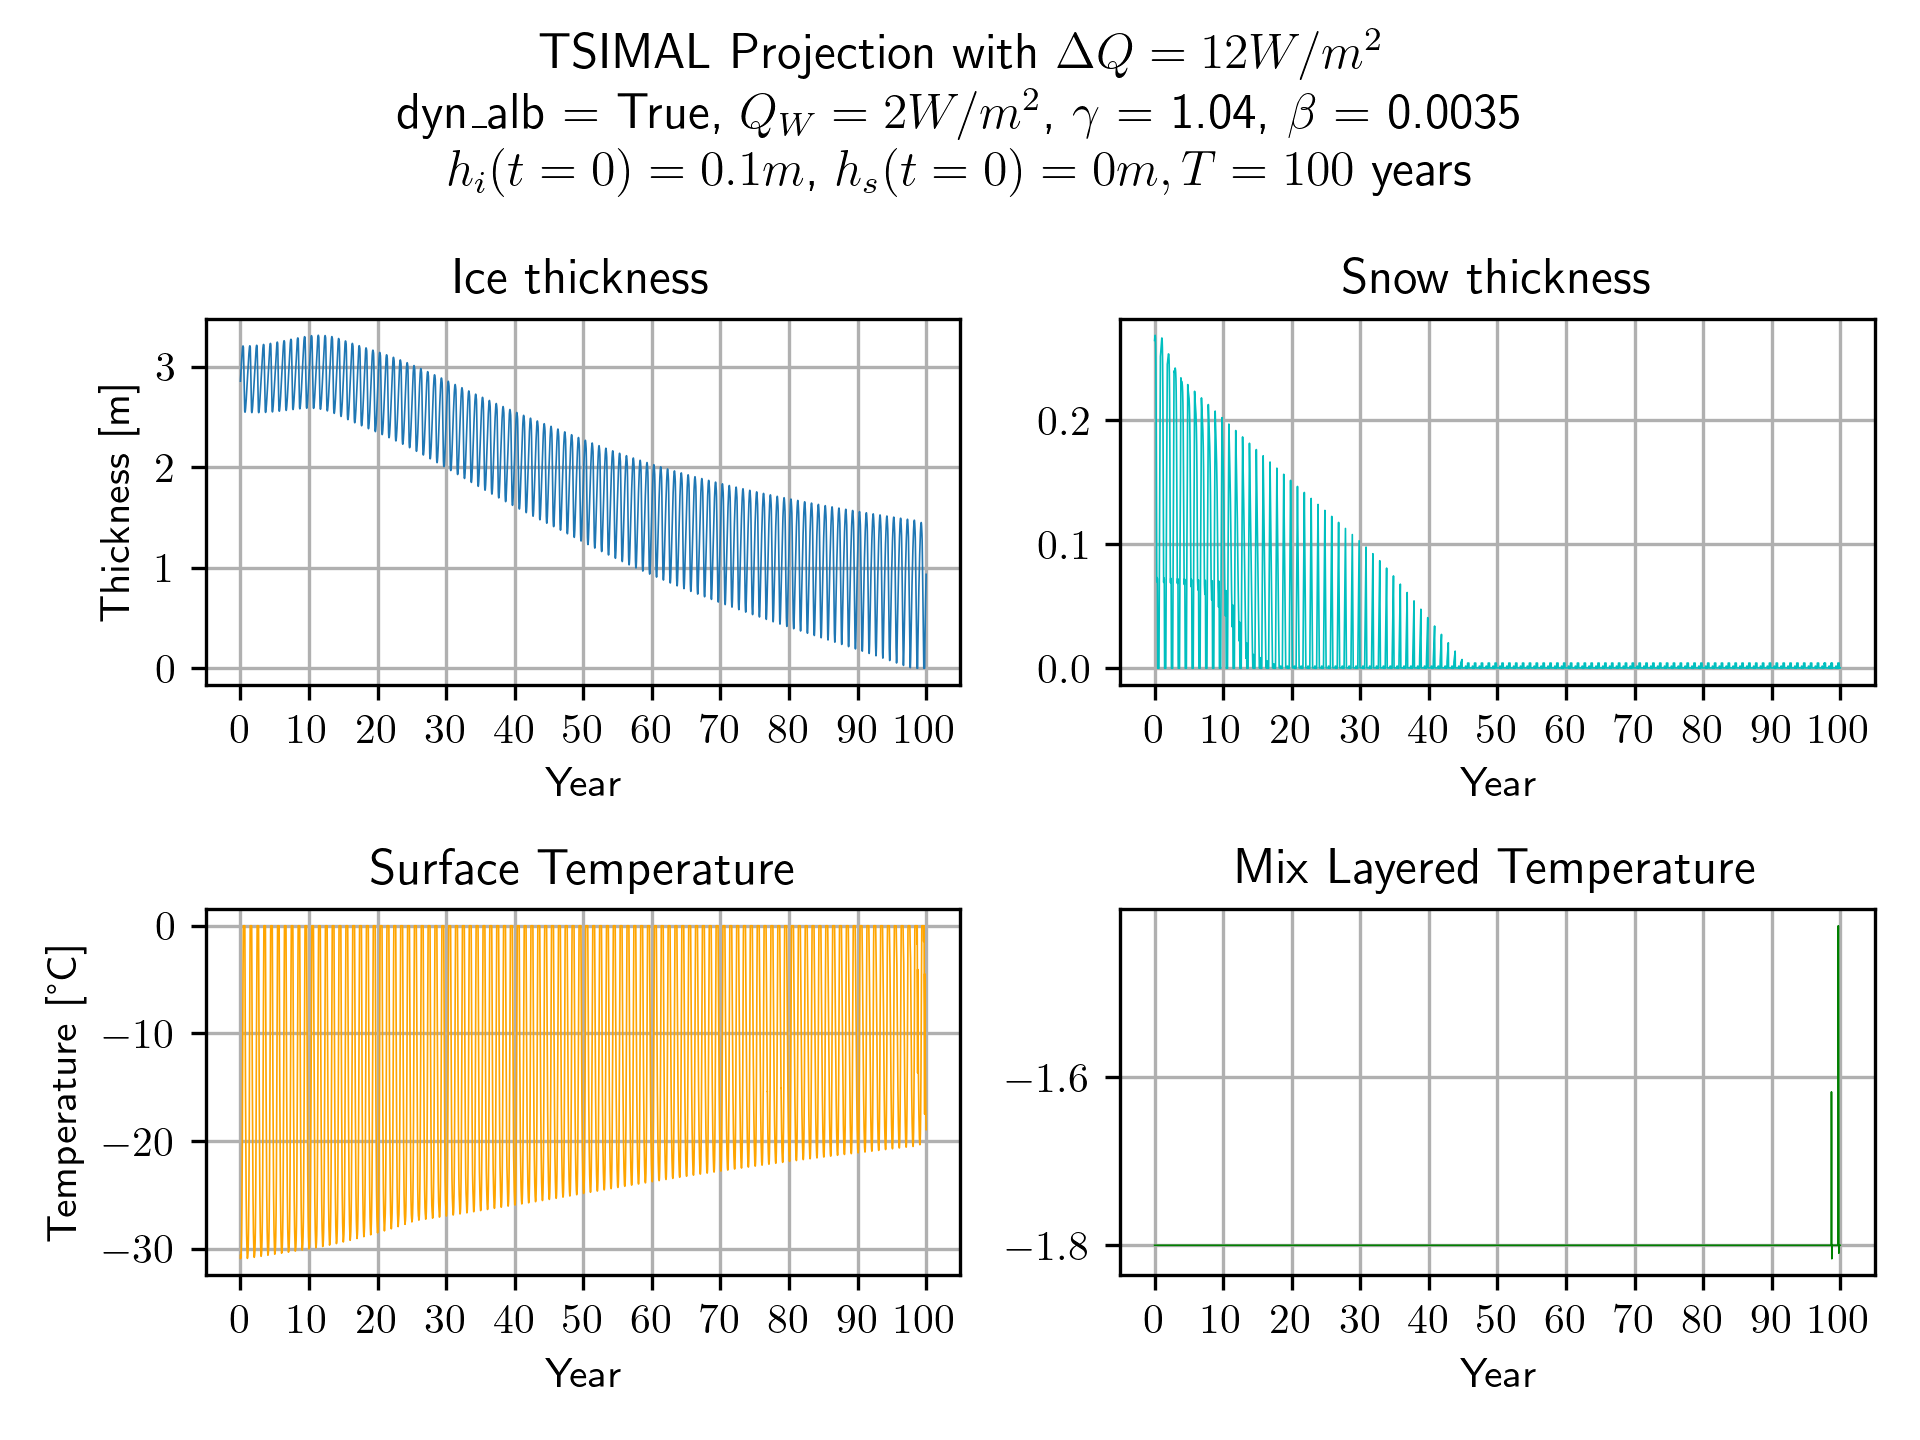 TSIMAL Projection with ΔQ = 12W/m²
dyn_alb = True, Q_W = 2W/m², γ = 1.04, β = 0.0035
h_i(t = 0) = 0.1m, h_s(t = 0) = 0m, T = 100 years
Ice thickness
Thickness [m]
3
2
1
0
0 10 20 30 40 50 60 70 80 90 100
Year
Snow thickness
0.2
0.1
0.0
0 10 20 30 40 50 60 70 80 90 100
Year
Surface Temperature
Temperature [°C]
0
−10
−20
−30
0 10 20 30 40 50 60 70 80 90 100
Year
Mix Layered Temperature
−1.6
−1.8
0 10 20 30 40 50 60 70 80 90 100
Year